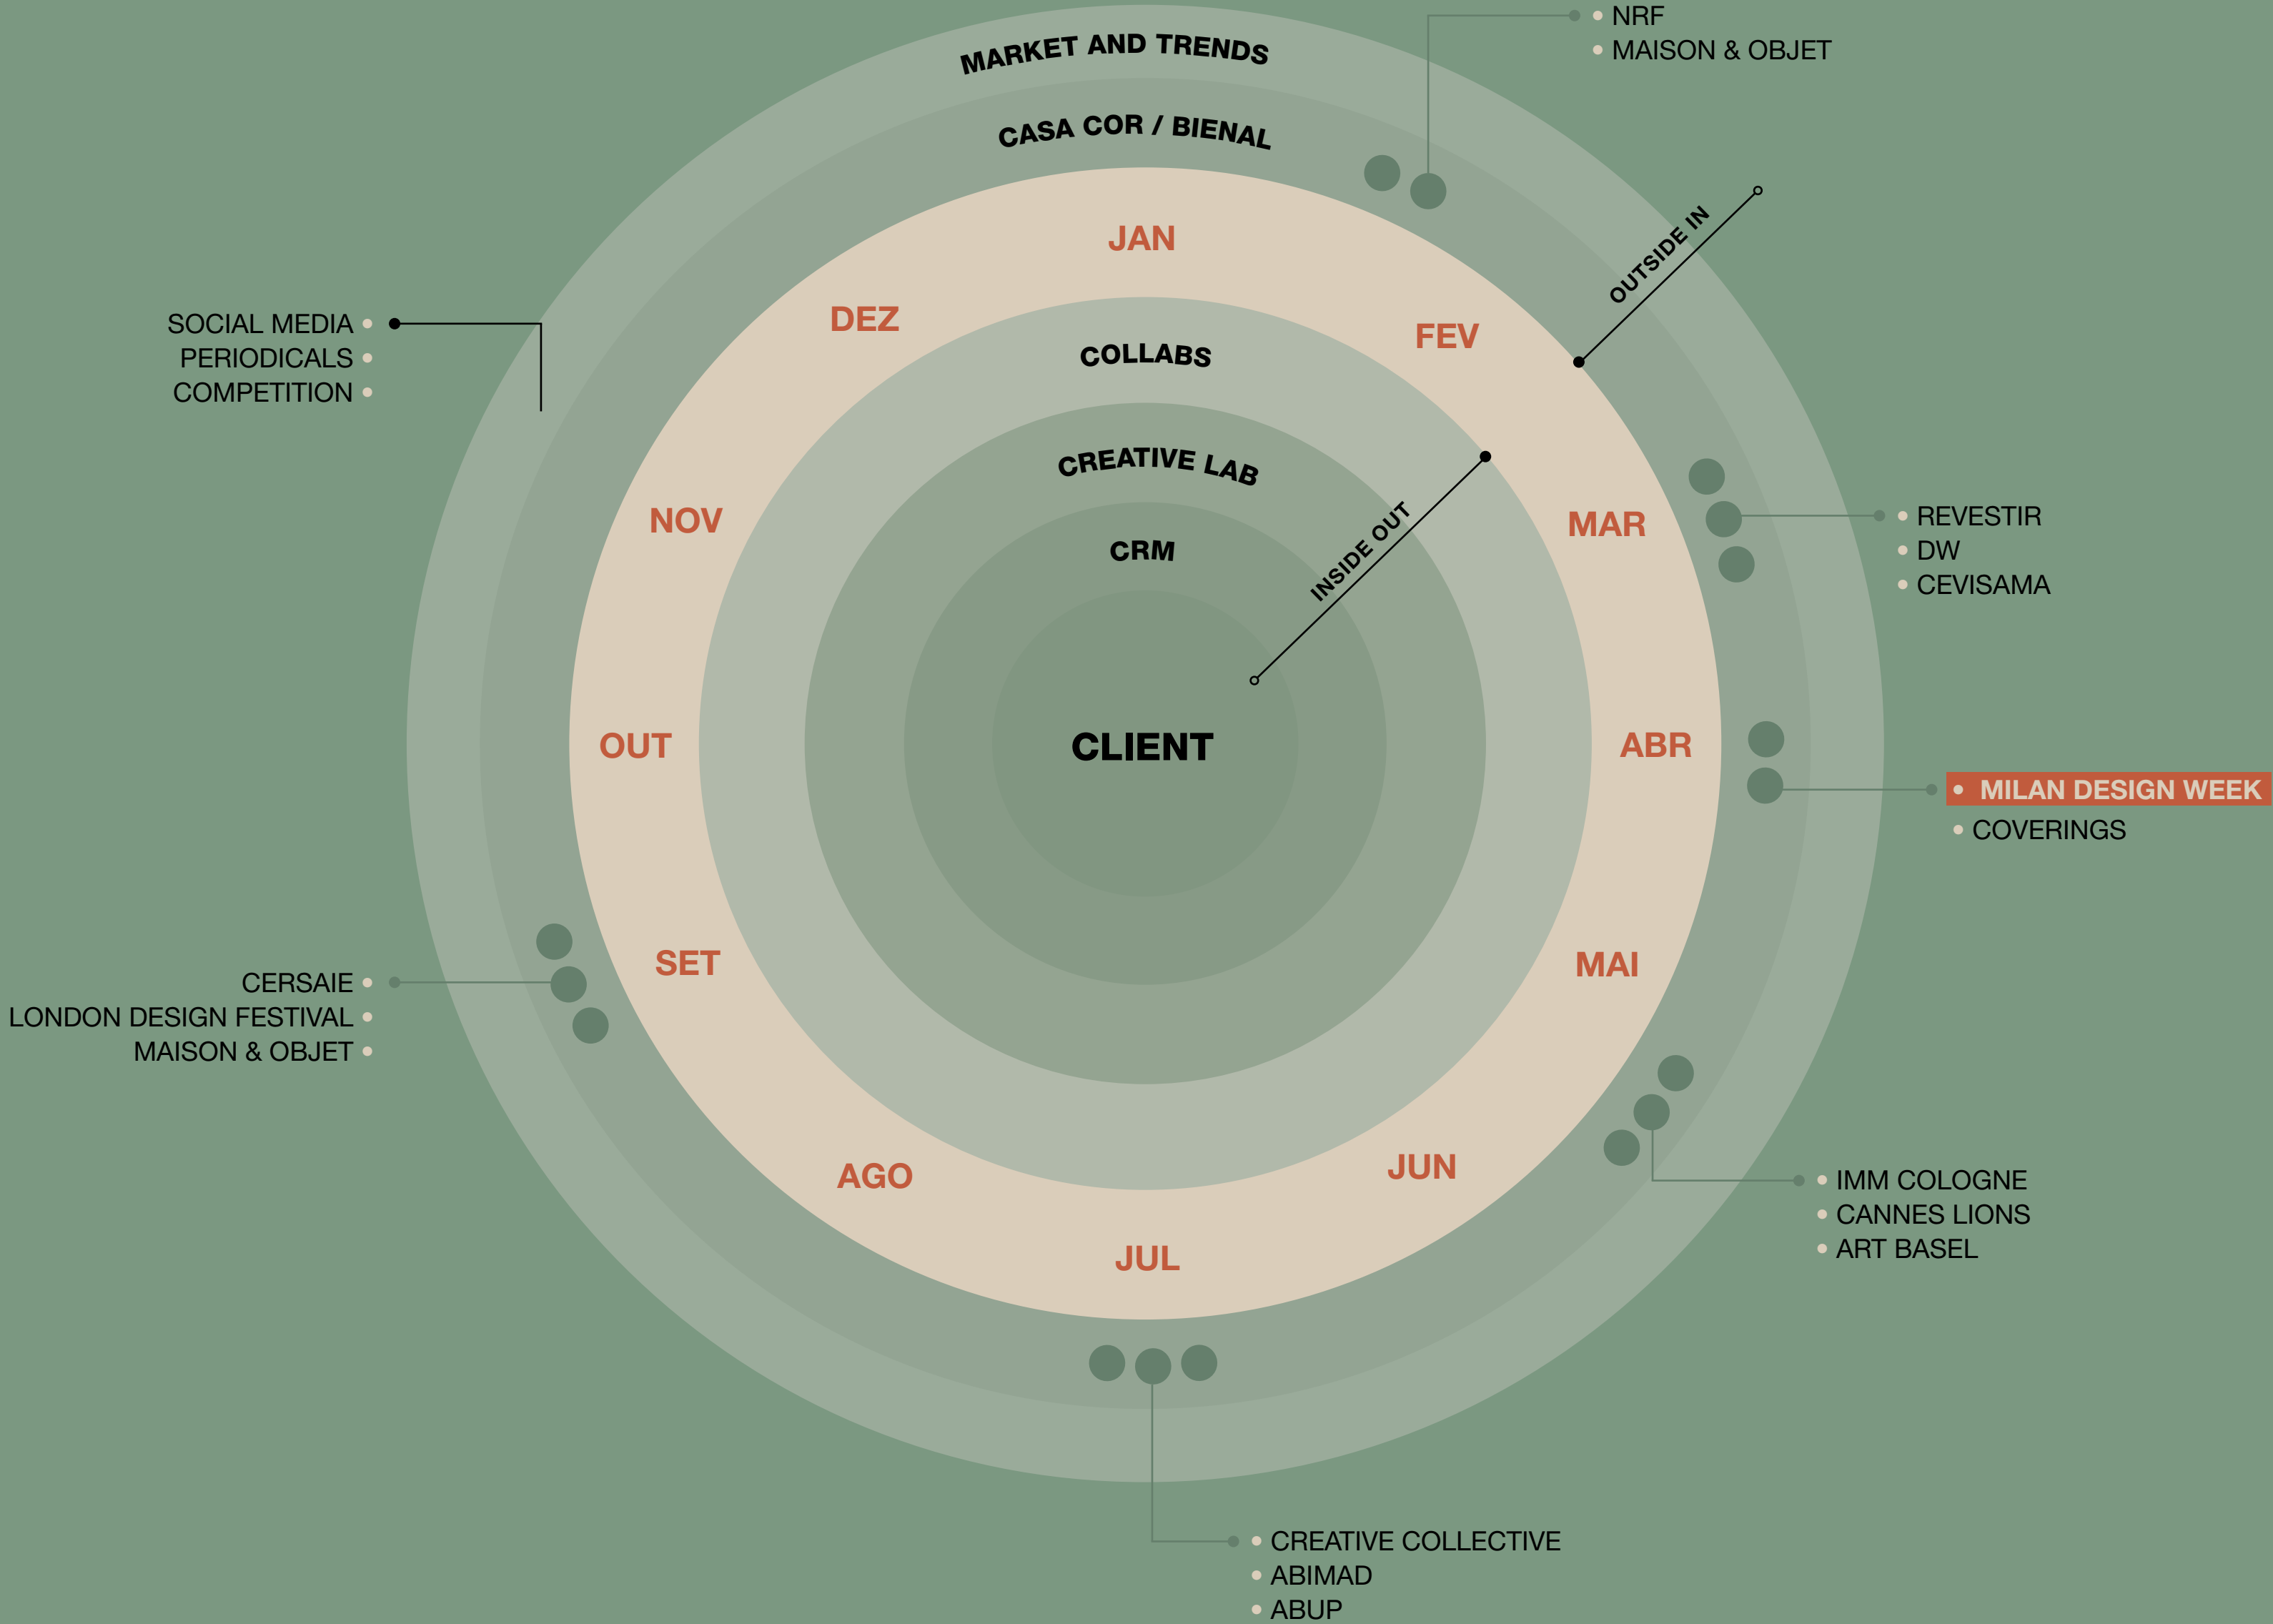 MARKET AND TRENDS
CASA COR / BIENAL
NRF
MAISON & OBJET
OUTSIDE IN
JAN
FEV
MAR
ABR
MAI
JUN
JUL
AGO
SET
OUT
NOV
DEZ
COLLABS
CREATIVE LAB
CRM
INSIDE OUT
CLIENT
SOCIAL MEDIA
PERIODICALS
COMPETITION
REVESTIR
DW
CEVISAMA
MILAN DESIGN WEEK
COVERINGS
IMM COLOGNE
CANNES LIONS
ART BASEL
CREATIVE COLLECTIVE
ABIMAD
ABUP
CERSAIE
LONDON DESIGN FESTIVAL
MAISON & OBJET